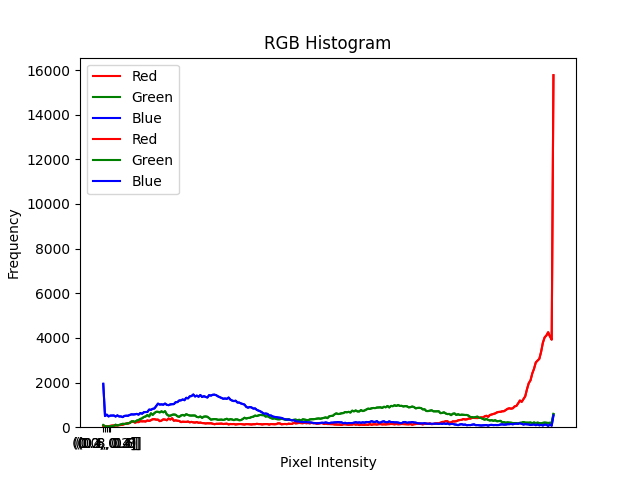 RGB Histogram
Red
Green
Blue
Red
Green
Blue
16000
14000
12000
10000
8000
6000
4000
2000
0
Frequency
Pixel Intensity